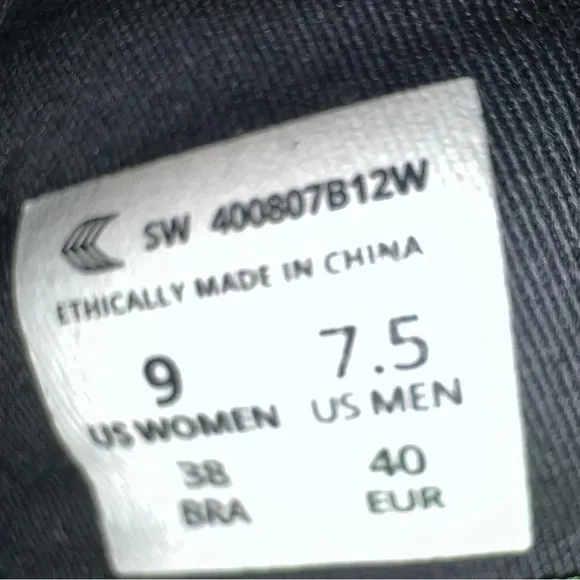 SW 400807B12W
ETHICALLY MADE IN CHINA
9 7.5
US WOMEN US MEN
38 40
BRA EUR